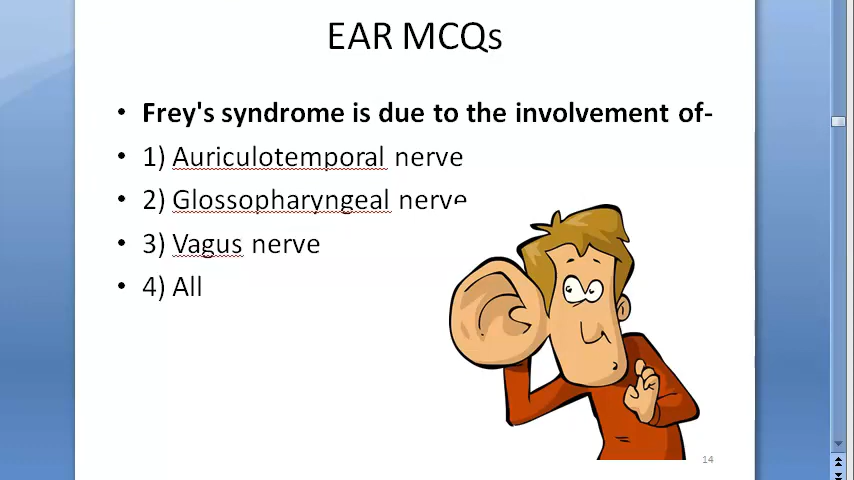 EAR MCQs
• Frey's syndrome is due to the involvement of-
• 1) Auriculotemporal nerve
• 2) Glossopharyngeal nerve
• 3) Vagus nerve
• 4) All
14